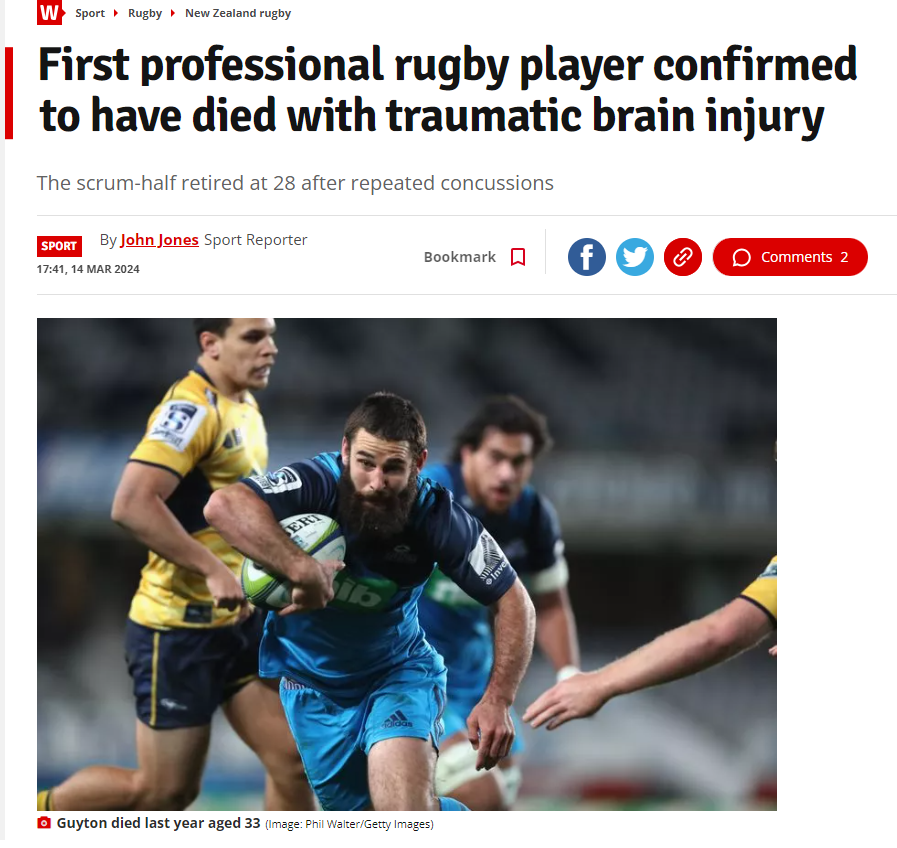 W Sport Rugby New Zealand rugby
First professional rugby player confirmed
to have died with traumatic brain injury
The scrum-half retired at 28 after repeated concussions
SPORT By John Jones Sport Reporter
17:41, 14 MAR 2024
Bookmark
Comments 2
adidas
Guyton died last year aged 33 (Image: Phil Walter/Getty Images)